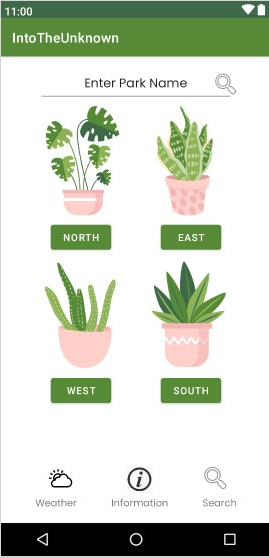 11:00
IntoTheUnknown
Enter Park Name
NORTH
EAST
WEST
SOUTH
Weather
Information
Search